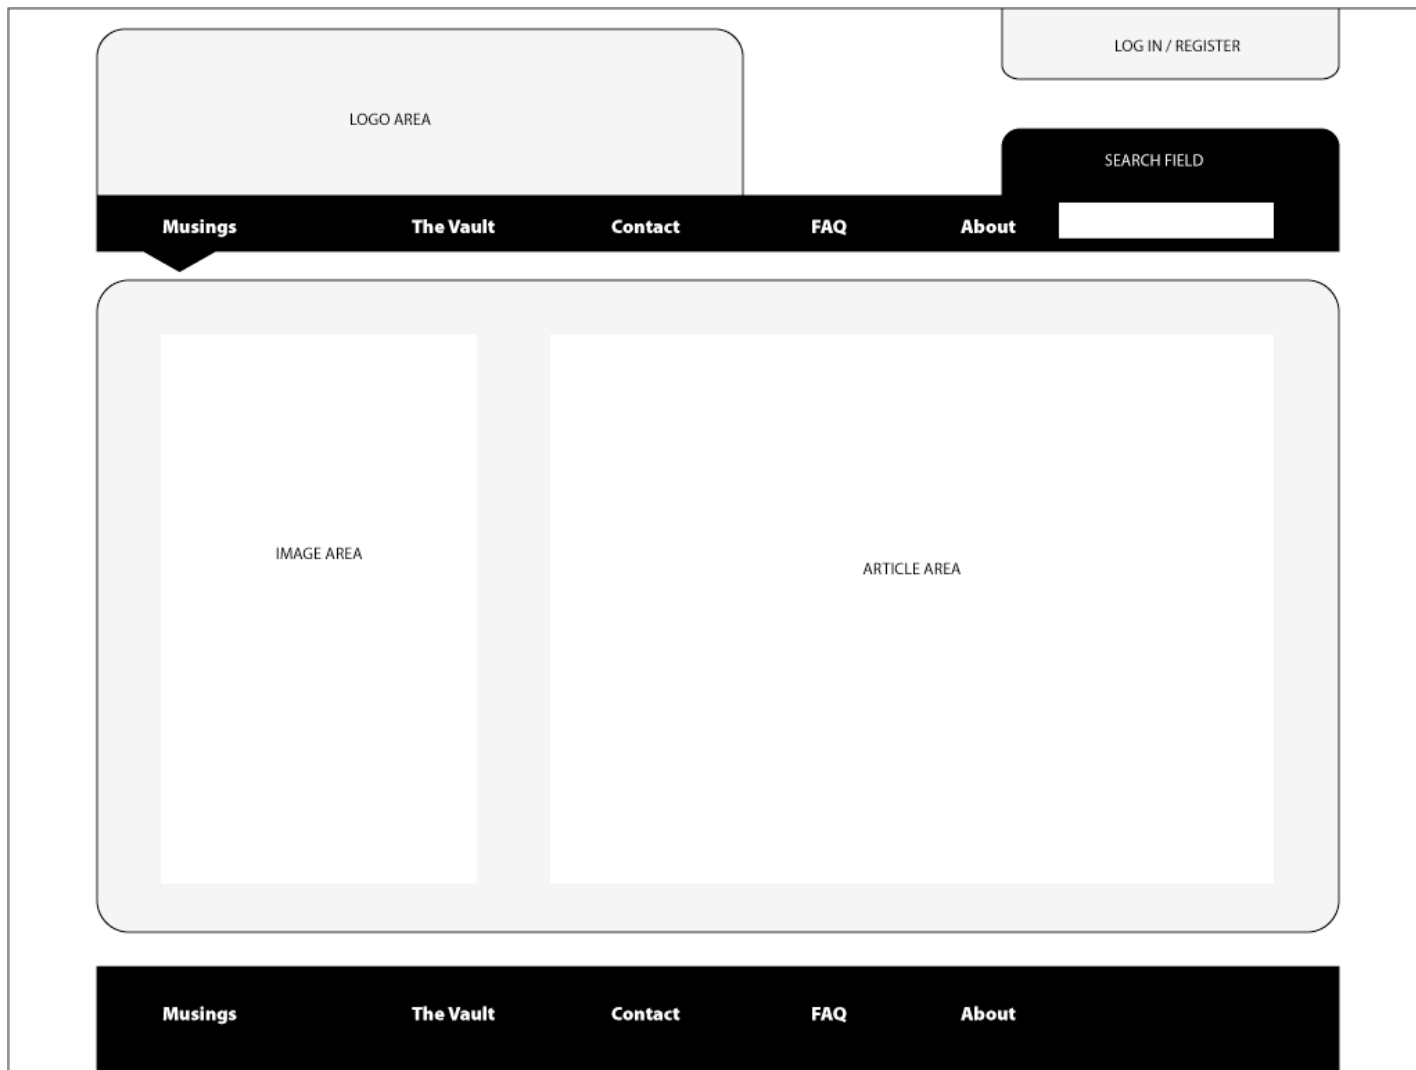 LOG IN / REGISTER
LOGO AREA
SEARCH FIELD
Musings The Vault Contact FAQ About
IMAGE AREA
ARTICLE AREA
Musings The Vault Contact FAQ About